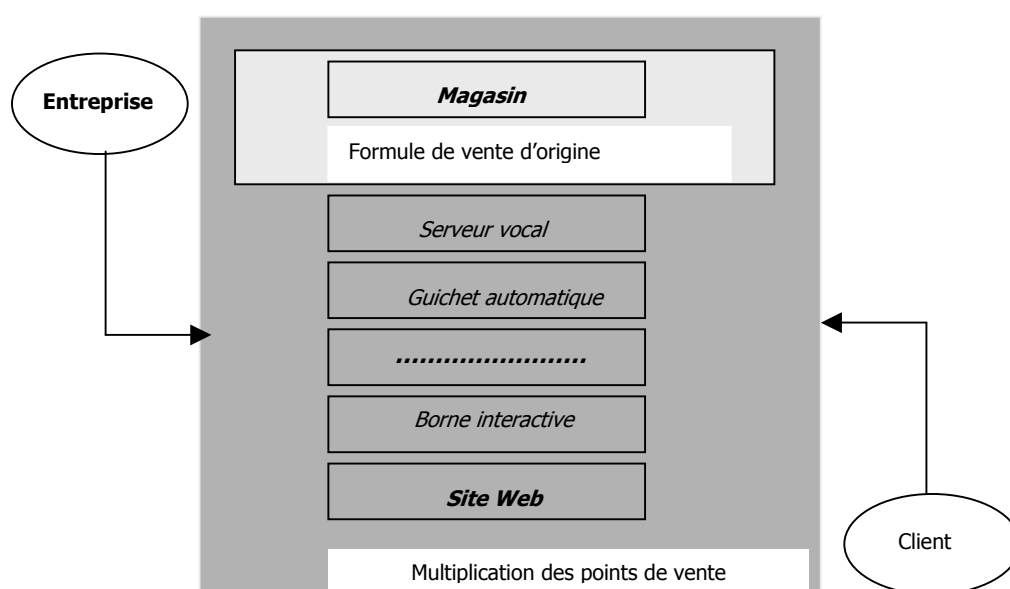 Entreprise
Magasin
Formule de vente d'origine
Serveur vocal
Guichet automatique
........................
Borne interactive
Site Web
Client
Multiplication des points de vente